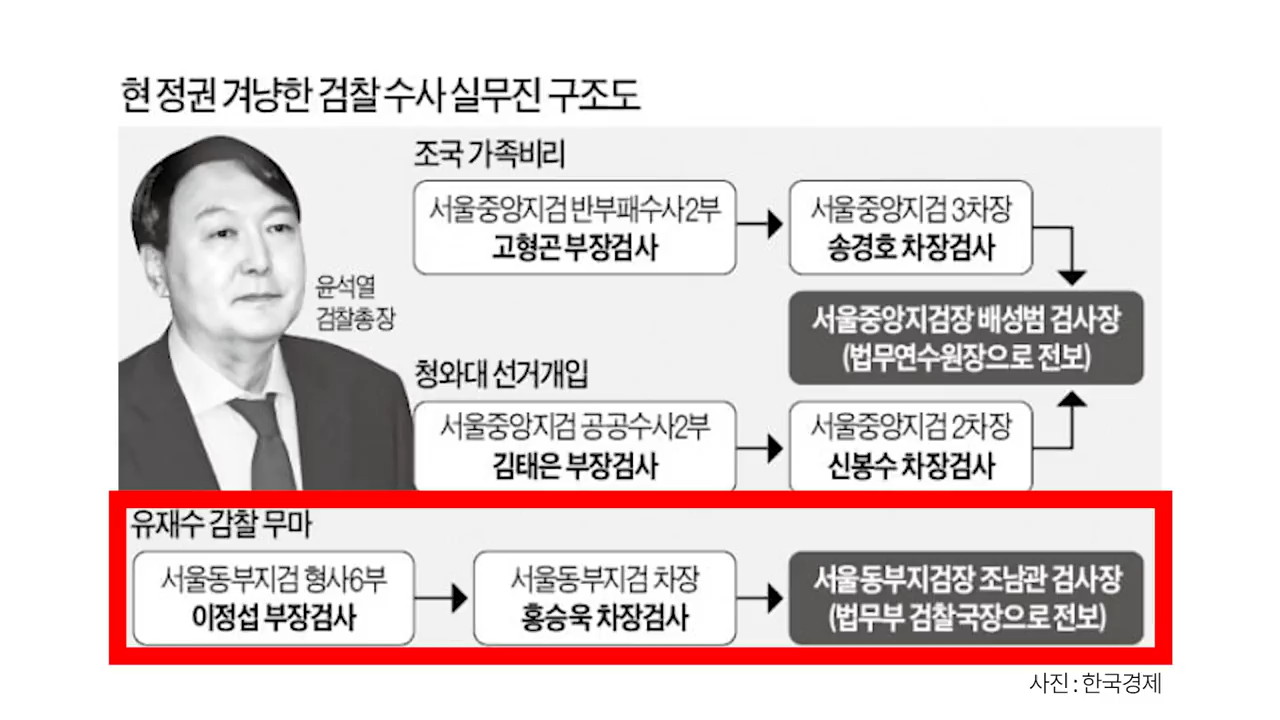 현 정권 겨냥한 검찰 수사 실무진 구조도
윤석열
검찰총장
조국 가족비리
서울중앙지검 반부패수사2부
고형곤 부장검사
서울중앙지검 3차장
송경호 차장검사
서울중앙지검장 배성범 검사장
(법무연수원장으로 전보)
청와대 선거개입
서울중앙지검 공공수사2부
김태은 부장검사
서울중앙지검 2차장
신봉수 차장검사
유재수 감찰 무마
서울동부지검 형사6부
이정섭 부장검사
서울동부지검 차장
홍승욱 차장검사
서울동부지검장 조남관 검사장
(법무부 검찰국장으로 전보)
사진 : 한국경제